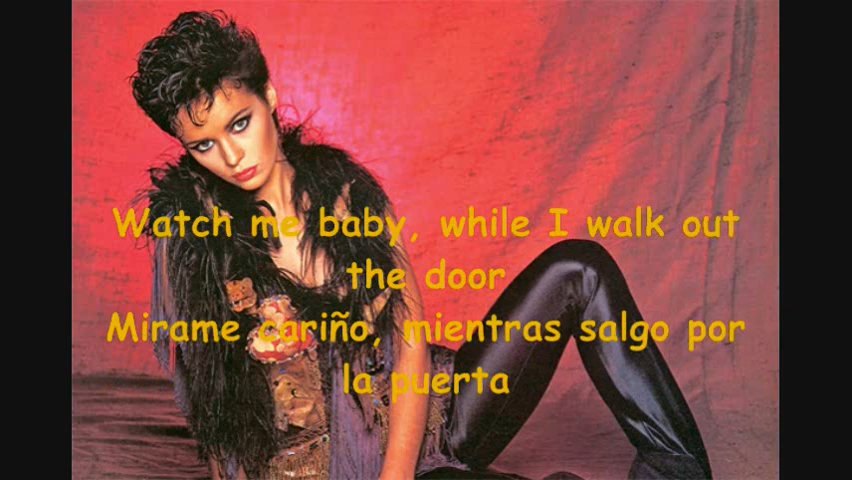 Watch me baby, while I walk out
the door
Mirame cariño, mientras salgo por
la puerta